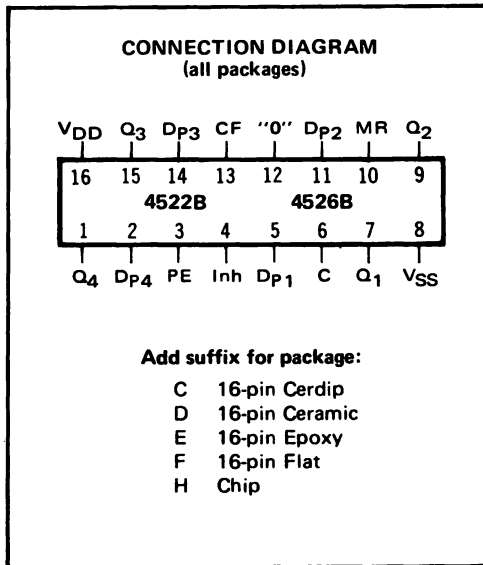 CONNECTION DIAGRAM
(all packages)
VDD Q3 DP3 CF "0" DP2 MR Q2
16 15 14 13 12 11 10 9
4522B 4526B
1 2 3 4 5 6 7 8
Q4 DP4 PE Inh DP1 C Q1 VSS
Add suffix for package:
C 16-pin Cerdip
D 16-pin Ceramic
E 16-pin Epoxy
F 16-pin Flat
H Chip